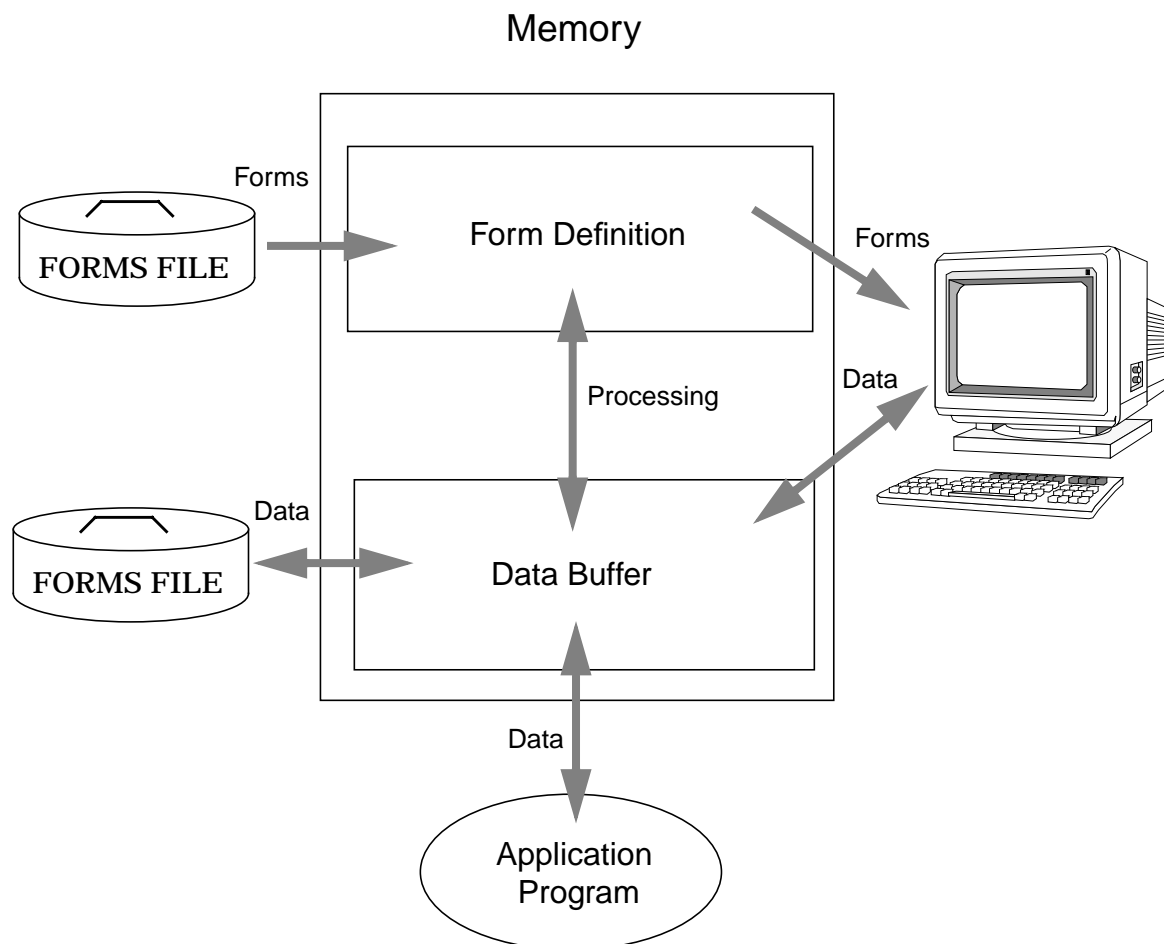 Memory
Forms
FORMS FILE
Form Definition
Forms
Processing
Data
Data
FORMS FILE
Data Buffer
Data
Application
Program